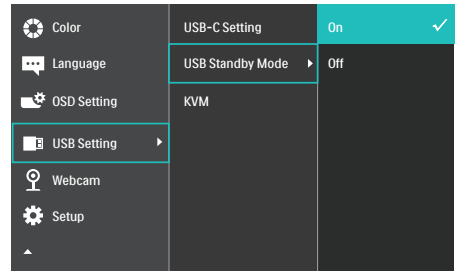 Color
Language
OSD Setting
USB Setting
Webcam
Setup
USB-C Setting
USB Standby Mode
KVM
On
Off